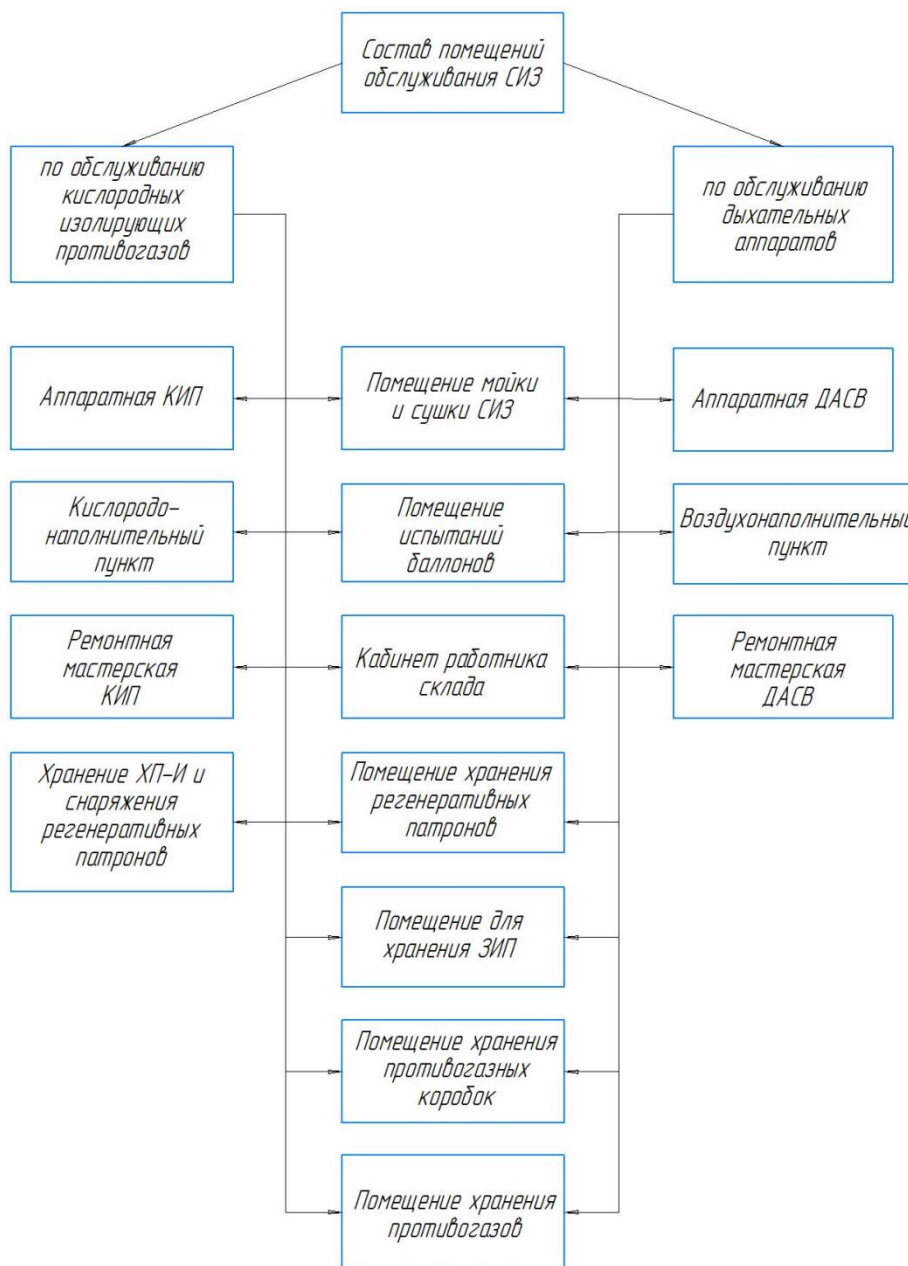 Состав помещений
обслуживания СИЗ
по обслуживанию
кислородных
изолирующих
противогазов
по обслуживанию
дыхательных
аппаратов
Аппаратная КИП
Помещение мойки
и сушки СИЗ
Аппаратная ДАСВ
Кислородо-
наполнительный
пункт
Помещение
испытаний
баллонов
Воздухонаполнительный
пункт
Ремонтная
мастерская
КИП
Кабинет работника
склада
Ремонтная
мастерская
ДАСВ
Хранение ХП-И и
снаряжения
регенеративных
патронов
Помещение хранения
регенеративных
патронов
Помещение для
хранения ЗИП
Помещение хранения
противогазных
коробок
Помещение хранения
противогазов